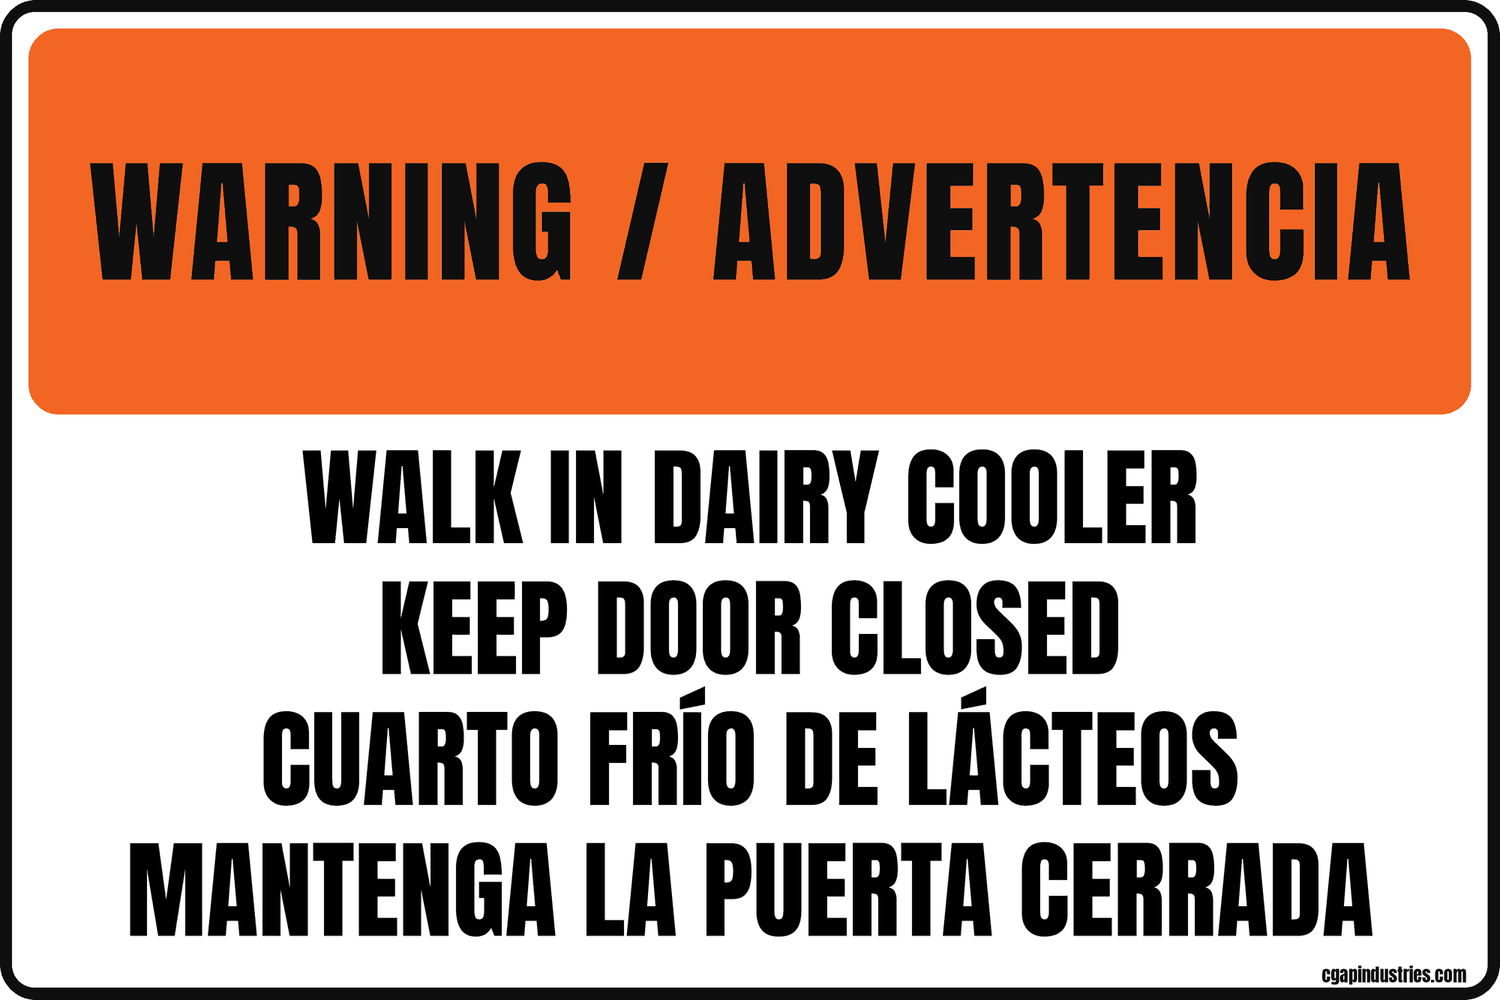 WARNING / ADVERTENCIA
WALK IN DAIRY COOLER
KEEP DOOR CLOSED
CUARTO FRÍO DE LÁCTEOS
MANTENGA LA PUERTA CERRADA
cgapindustries.com